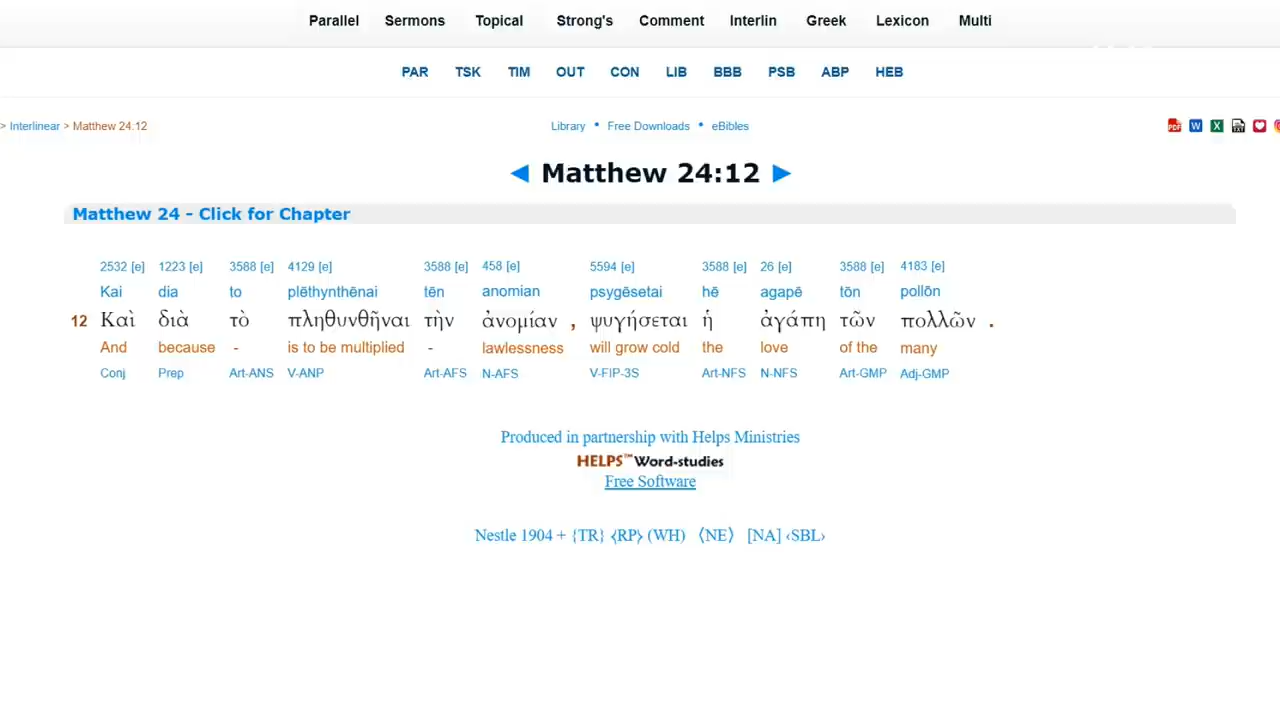 Parallel Sermons Topical Strong's Comment Interlin Greek Lexicon Multi
PAR TSK TIM OUT CON LIB BBB PSB ABP HEB
> Interlinear > Matthew 24:12
Library • Free Downloads • eBibles
◄ Matthew 24:12 ►
Matthew 24 - Click for Chapter
2532 [e] 1223 [e] 3588 [e] 4129 [e] 3588 [e] 458 [e] 5594 [e] 3588 [e] 26 [e] 3588 [e] 4183 [e]
Kai dia to plēthynthēnai tēn anomian psygēsetai hē agapē tōn pollōn
12 Καὶ διὰ τὸ πληθυνθῆναι τὴν ἀνομίαν , ψυγήσεται ἡ ἀγάπη τῶν πολλῶν .
And because - is to be multiplied - lawlessness will grow cold the love of the many
Conj Prep Art-ANS V-ANP Art-AFS N-AFS V-FIP-3S Art-NFS N-NFS Art-GMP Adj-GMP
Produced in partnership with Helps Ministries
HELPS™ Word-studies
Free Software
Nestle 1904 + {TR} ⧼RP⧽ (WH) 〈NE〉 [NA] ‹SBL›